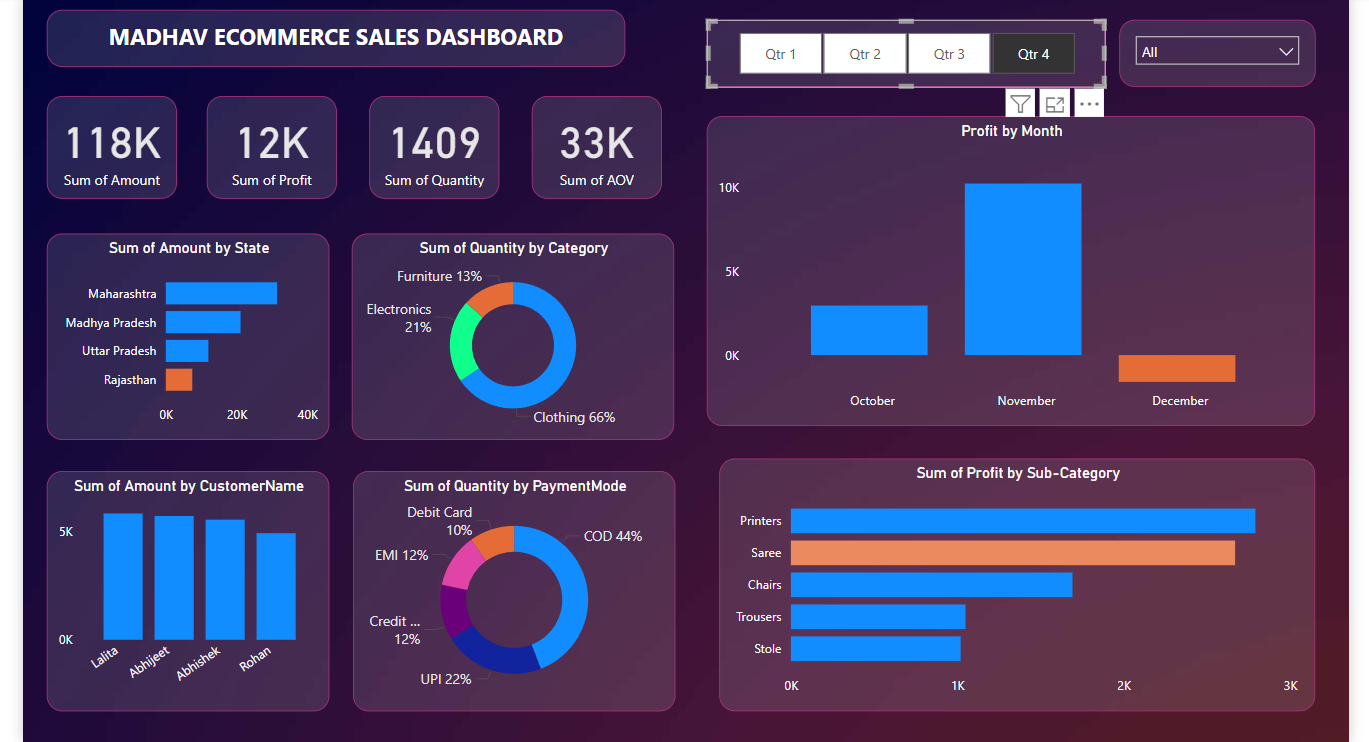 MADHAV ECOMMERCE SALES DASHBOARD
Qtr 1
Qtr 2
Qtr 3
Qtr 4
All
118K
Sum of Amount
12K
Sum of Profit
1409
Sum of Quantity
33K
Sum of AOV
Profit by Month
10K
5K
0K
October
November
December
Sum of Amount by State
Maharashtra
Madhya Pradesh
Uttar Pradesh
Rajasthan
0K
20K
40K
Sum of Quantity by Category
Furniture 13%
Electronics
21%
Clothing 66%
Sum of Amount by CustomerName
5K
0K
Lalita
Abhijeet
Abhishek
Rohan
Sum of Quantity by PaymentMode
Debit Card
10%
COD 44%
EMI 12%
Credit ...
12%
UPI 22%
Sum of Profit by Sub-Category
Printers
Saree
Chairs
Trousers
Stole
0K
1K
2K
3K